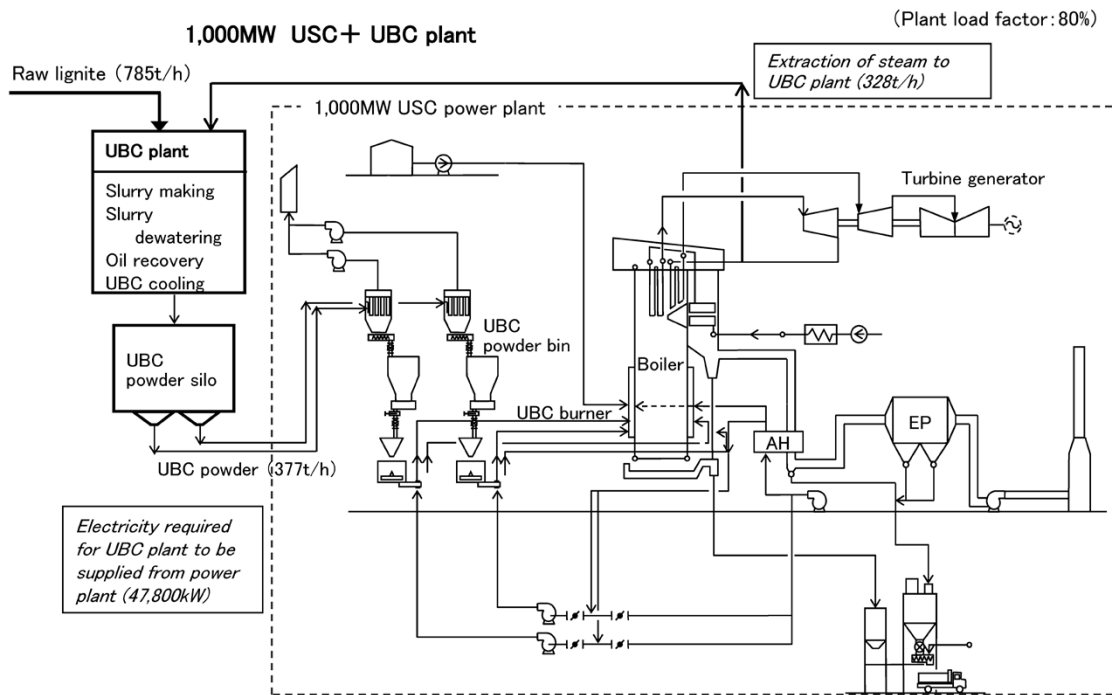 (Plant load factor: 80%)
1,000MW USC+ UBC plant
Raw lignite (785t/h)
Extraction of steam to
UBC plant (328t/h)
1,000MW USC power plant
UBC plant
Slurry making
Slurry
dewatering
Oil recovery
UBC cooling
Turbine generator
UBC
powder bin
UBC
powder silo
Boiler
UBC burner
EP
AH
UBC powder (377t/h)
Electricity required
for UBC plant to be
supplied from power
plant (47,800kW)